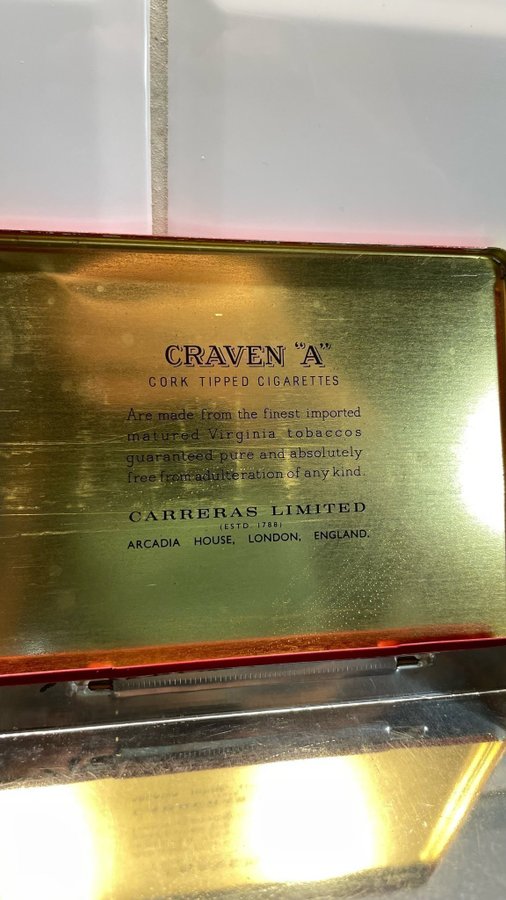 CRAVEN "A"
CORK TIPPED CIGARETTES
Are made from the finest imported
matured Virginia tobaccos
guaranteed pure and absolutely
free from adulteration of any kind.
CARRERAS LIMITED
(ESTD 1788)
ARCADIA HOUSE, LONDON, ENGLAND.